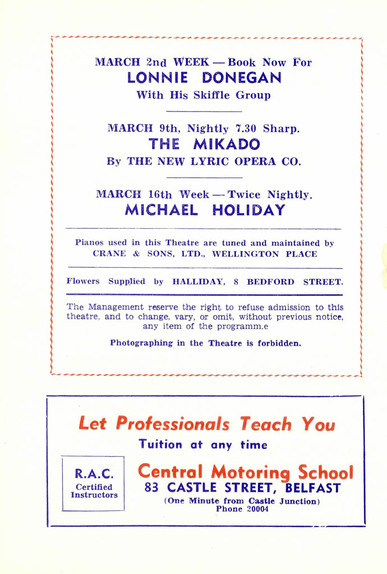 MARCH 2nd WEEK — Book Now For
LONNIE DONEGAN
With His Skiffle Group
MARCH 9th, Nightly 7.30 Sharp.
THE MIKADO
By THE NEW LYRIC OPERA CO.
MARCH 16th Week — Twice Nightly.
MICHAEL HOLIDAY
Pianos used in this Theatre are tuned and maintained by
CRANE & SONS, LTD., WELLINGTON PLACE
Flowers Supplied by HALLIDAY, 8 BEDFORD STREET.
The Management reserve the right to refuse admission to this
theatre, and to change, vary, or omit, without previous notice,
any item of the programm.e
Photographing in the Theatre is forbidden.
Let Professionals Teach You
Tuition at any time
R.A.C.
Certified
Instructors
Central Motoring School
83 CASTLE STREET, BELFAST
(One Minute from Castle Junction)
Phone 20004